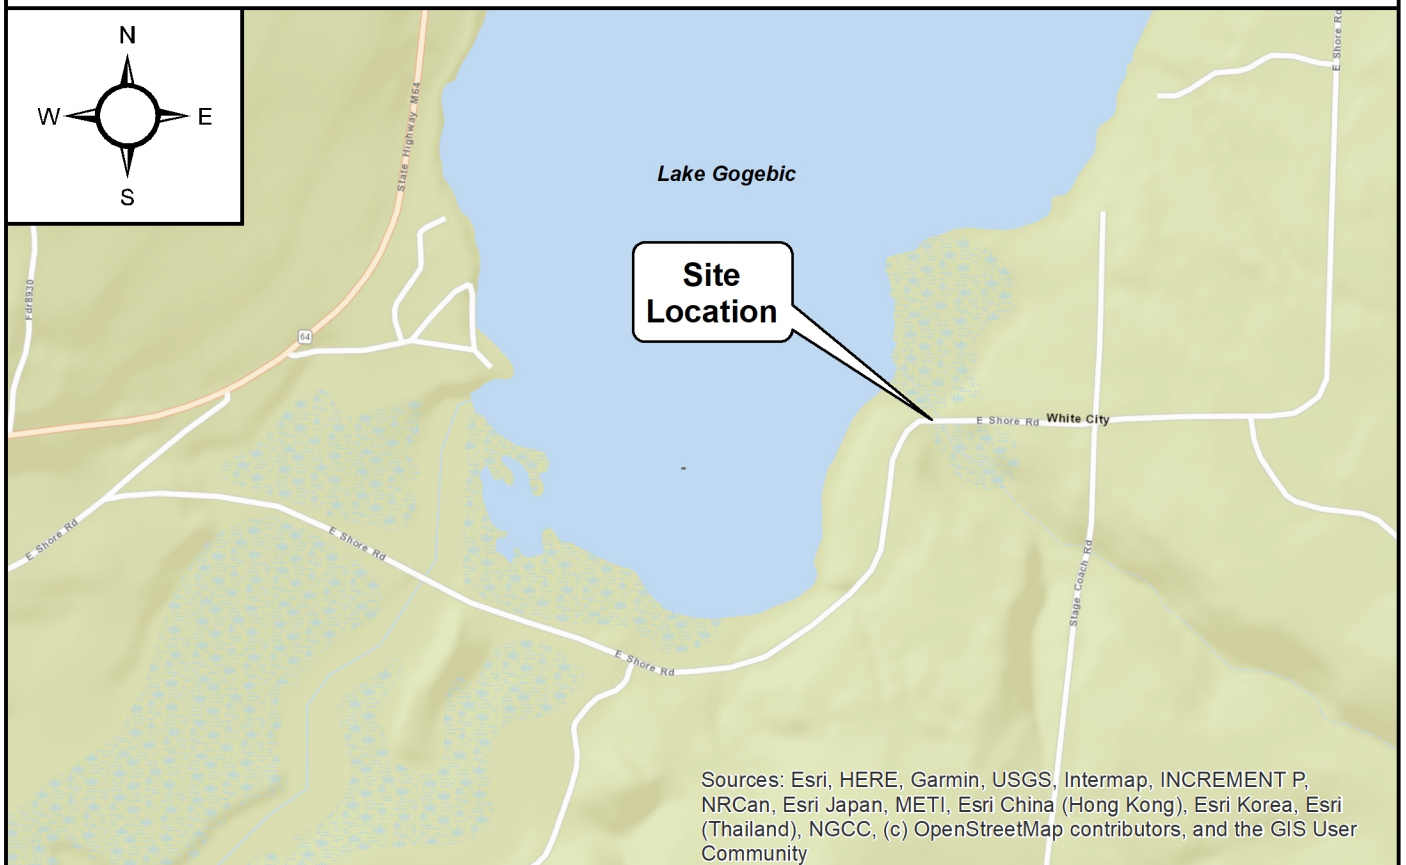 N
W E
S
State Highway M64
E Shore Rd
Lake Gogebic
Site
Location
Fdr8930
64
E Shore Rd
White City
E Shore Rd
E Shore Rd
Stage Coach Rd
E Shore Rd
Sources: Esri, HERE, Garmin, USGS, Intermap, INCREMENT P,
NRCan, Esri Japan, METI, Esri China (Hong Kong), Esri Korea, Esri
(Thailand), NGCC, (c) OpenStreetMap contributors, and the GIS User
Community